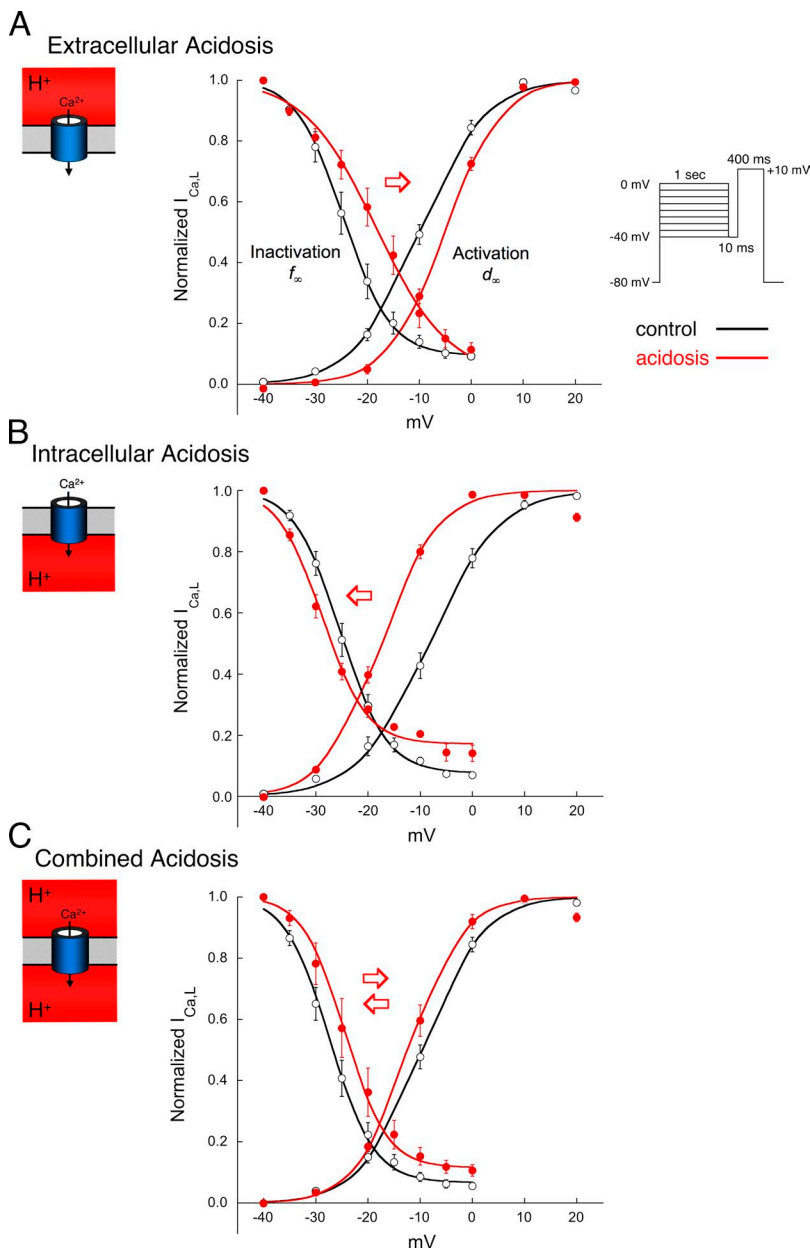 A
Extracellular Acidosis
H+
Ca2+
Normalized ICa,L
1.0
0.8
0.6
0.4
0.2
0.0
Inactivation
f∞
Activation
d∞
-40 -30 -20 -10 0 10 20
mV
400 ms
1 sec
+10 mV
0 mV
-40 mV
10 ms
-80 mV
control
acidosis
B
Intracellular Acidosis
Ca2+
H+
Normalized ICa,L
1.0
0.8
0.6
0.4
0.2
0.0
-40 -30 -20 -10 0 10 20
mV
C
Combined Acidosis
H+
Ca2+
H+
Normalized ICa,L
1.0
0.8
0.6
0.4
0.2
0.0
-40 -30 -20 -10 0 10 20
mV